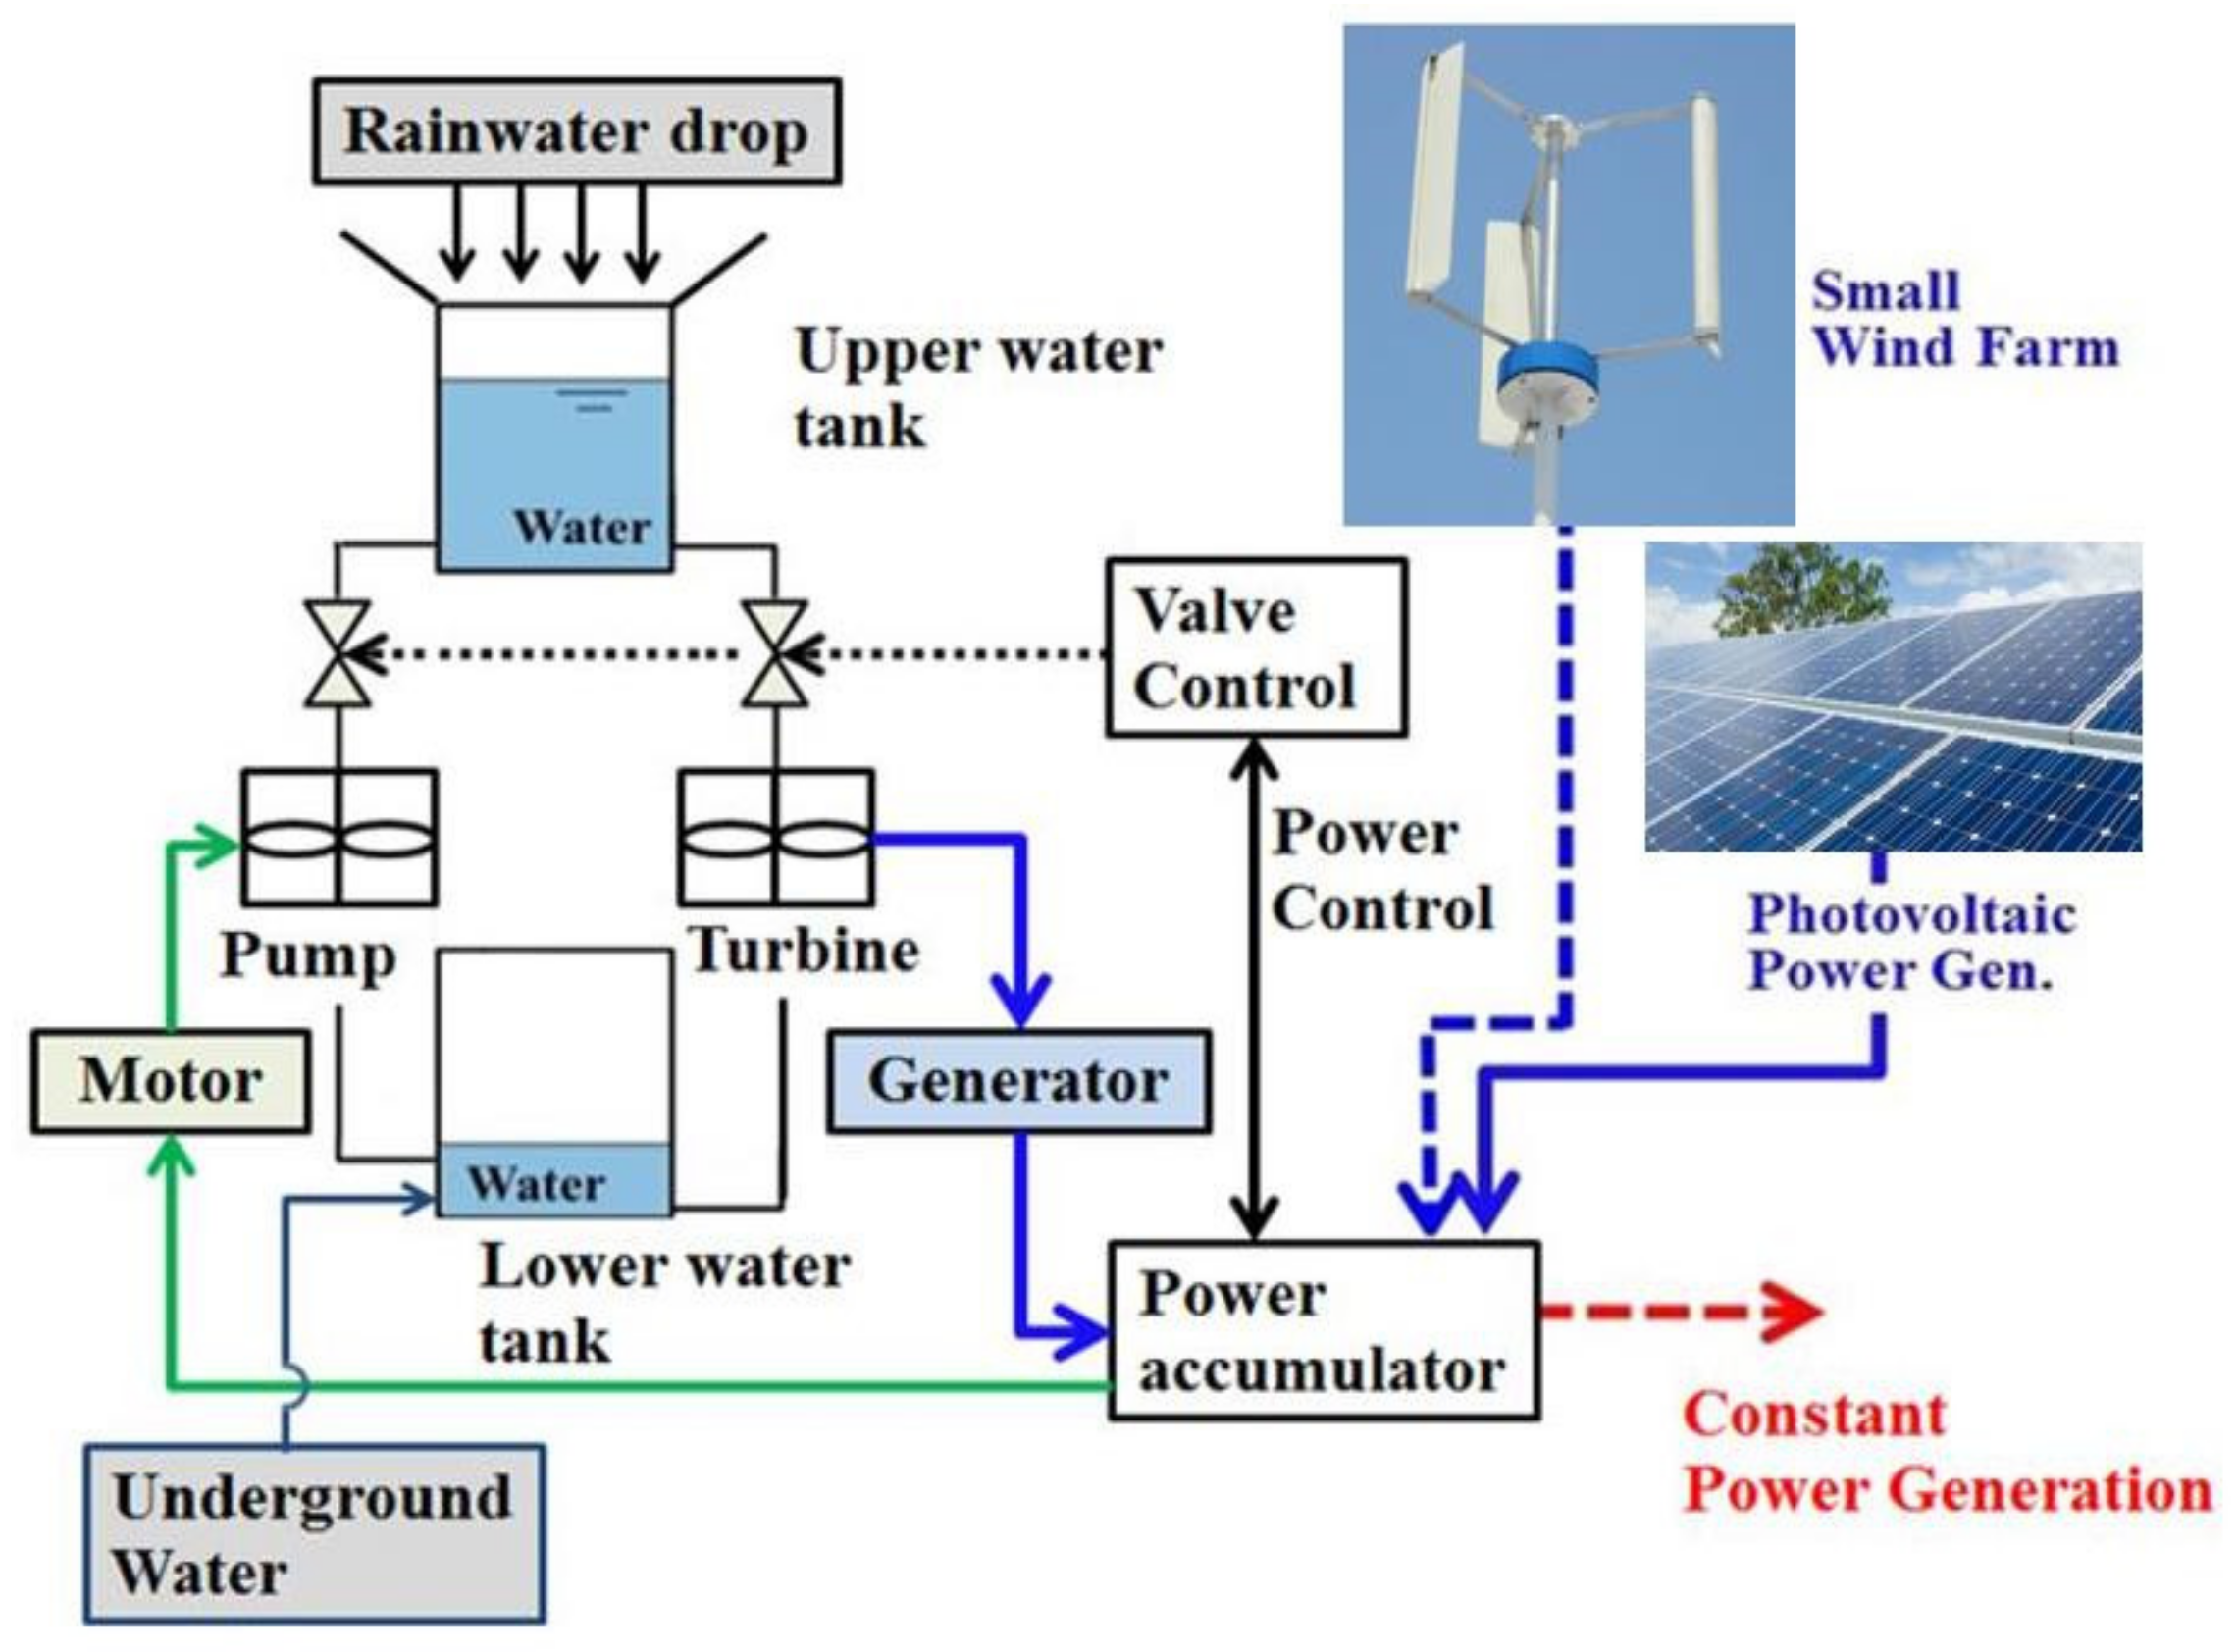 Rainwater drop
Upper water
tank
Water
Small
Wind Farm
Valve
Control
Power
Control
Photovoltaic
Power Gen.
Pump
Turbine
Motor
Generator
Water
Lower water
tank
Power
accumulator
Constant
Power Generation
Underground
Water